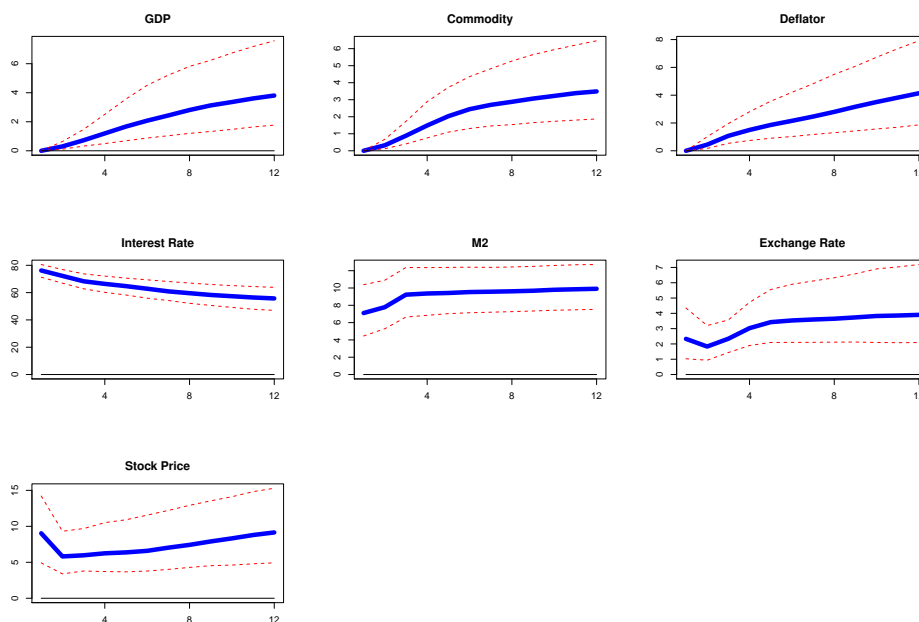 GDP
0 2 4 6
4 8 12
Commodity
0 1 2 3 4 5 6
4 8 12
Deflator
0 2 4 6 8
4 8 12
Interest Rate
0 20 40 60 80
4 8 12
M2
0 2 4 6 8 10
4 8 12
Exchange Rate
0 1 2 3 4 5 6 7
4 8 12
Stock Price
0 5 10 15
4 8 12